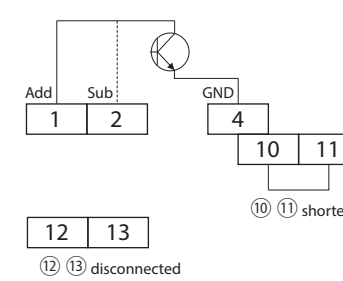 Add Sub GND
1 2 4
10 11
⑩ ⑪ shorte
12 13
⑫ ⑬ disconnected